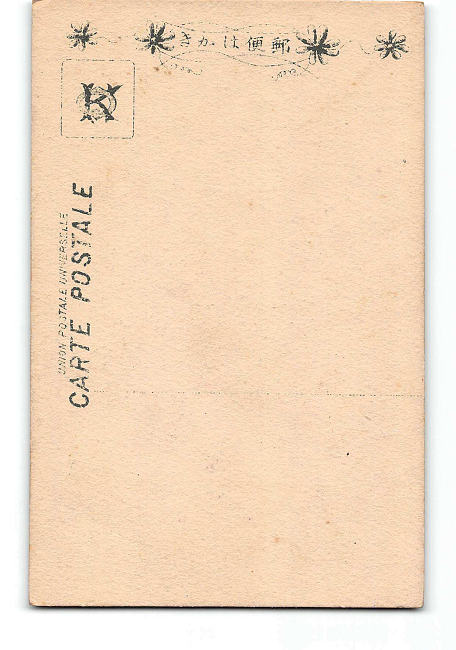 郵便はかき
K
UNION POSTALE UNIVERSELLE
CARTE POSTALE